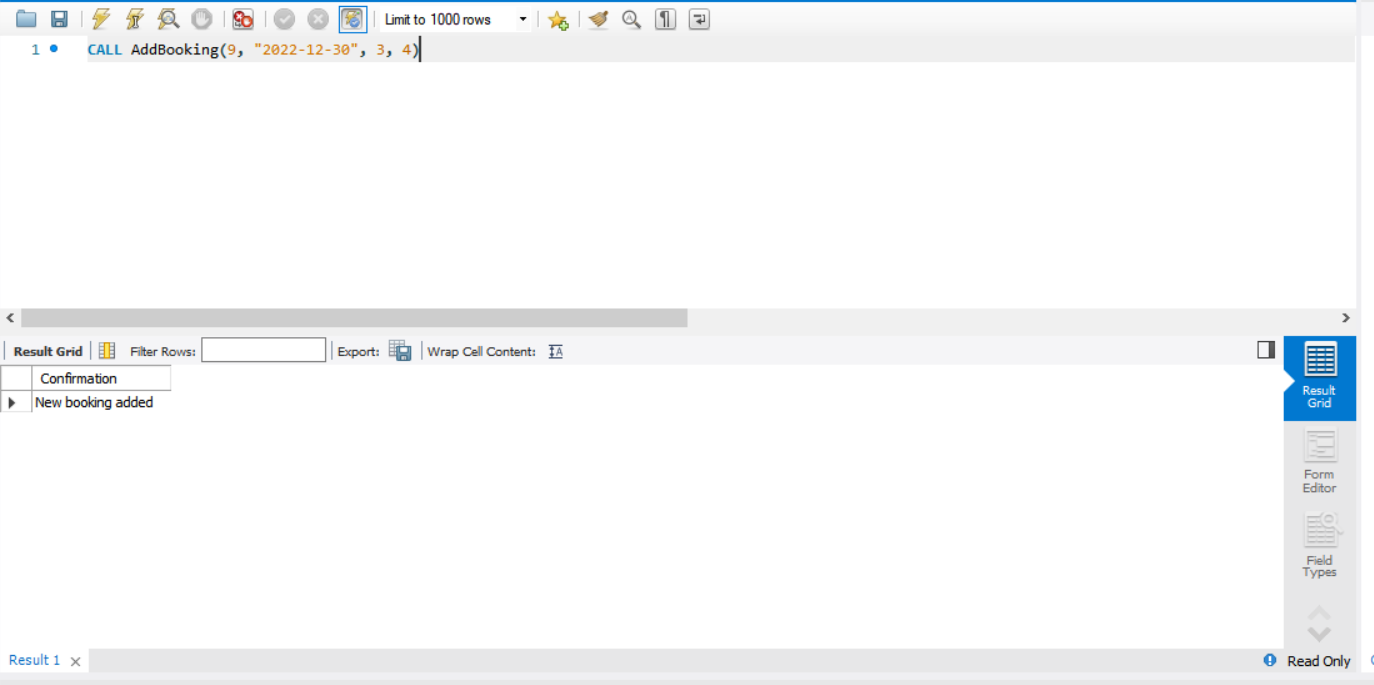 Limit to 1000 rows
1 CALL AddBooking(9, "2022-12-30", 3, 4)
Result Grid Filter Rows: Export: Wrap Cell Content: IA
Confirmation
New booking added
Result
Grid
Form
Editor
Field
Types
Result 1 Read Only